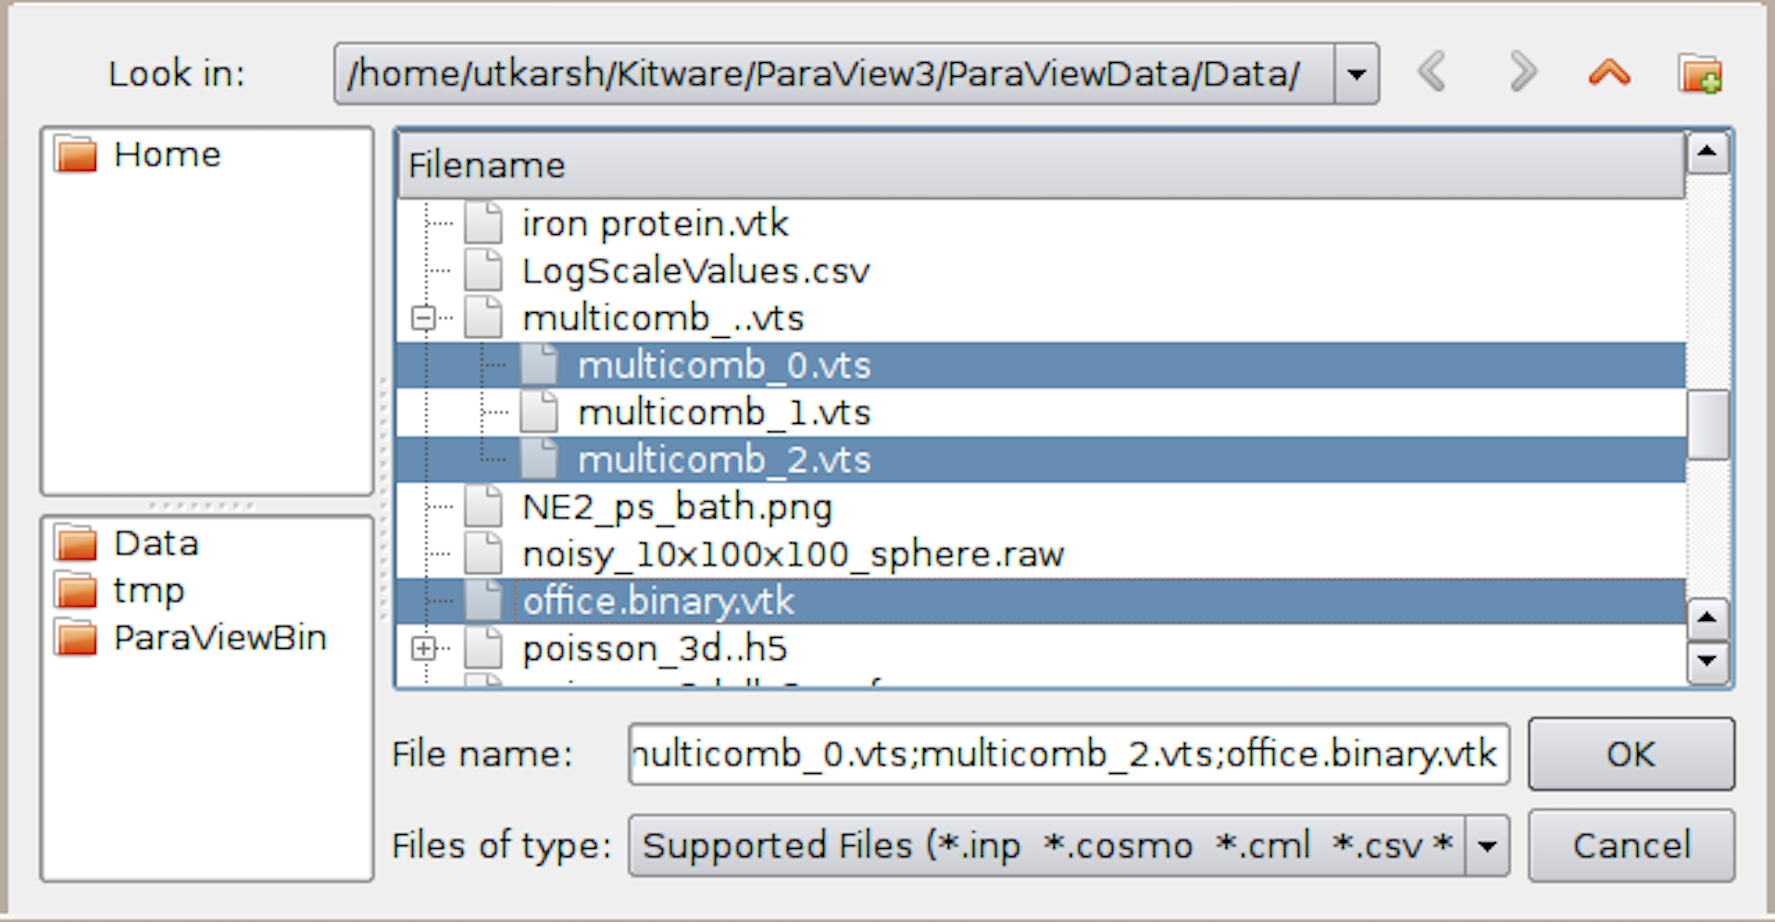 Look in: /home/utkarsh/Kitware/ParaView3/ParaViewData/Data/
Home
Data
tmp
ParaViewBin
Filename
iron protein.vtk
LogScaleValues.csv
multicomb_..vts
multicomb_0.vts
multicomb_1.vts
multicomb_2.vts
NE2_ps_bath.png
noisy_10x100x100_sphere.raw
office.binary.vtk
poisson_3d..h5
File name: multicomb_0.vts;multicomb_2.vts;office.binary.vtk OK
Files of type: Supported Files (*.inp *.cosmo *.cml *.csv * Cancel